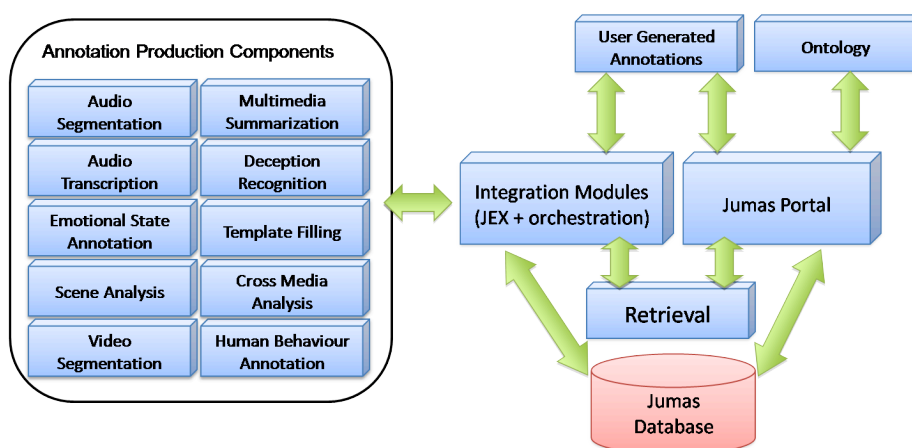 Annotation Production Components
Audio
Segmentation
Multimedia
Summarization
Audio
Transcription
Deception
Recognition
Emotional State
Annotation
Template Filling
Scene Analysis
Cross Media
Analysis
Video
Segmentation
Human Behaviour
Annotation
User Generated
Annotations
Ontology
Integration Modules
(JEX + orchestration)
Jumas Portal
Retrieval
Jumas
Database